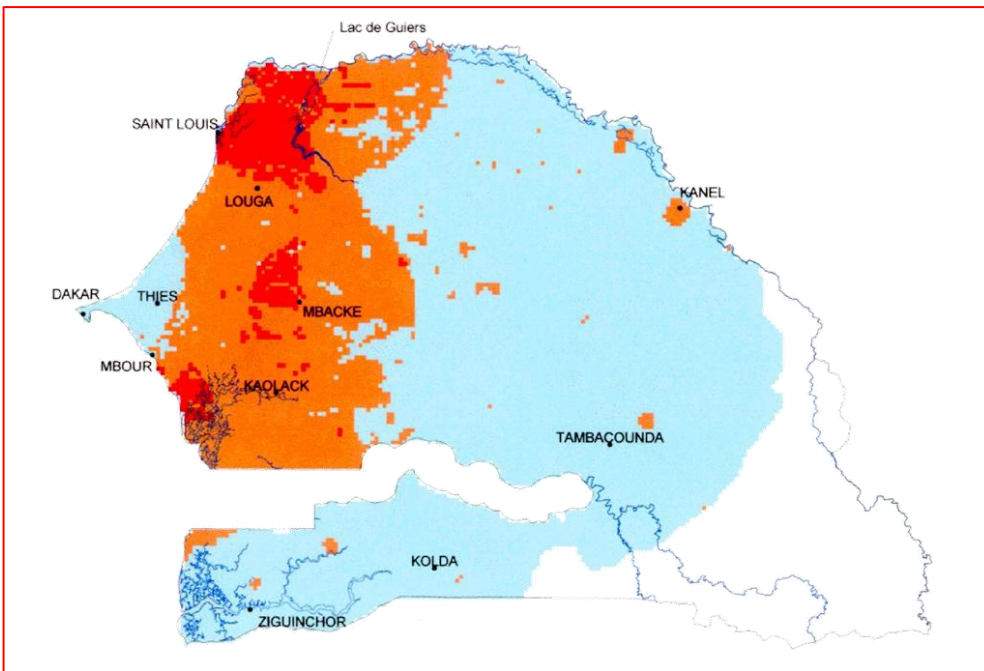 Lac de Guiers
SAINT LOUIS
LOUGA
KANEL
DAKAR
THIES
MBACKE
MBOUR
KAOLACK
TAMBACOUNDA
KOLDA
ZIGUINCHOR